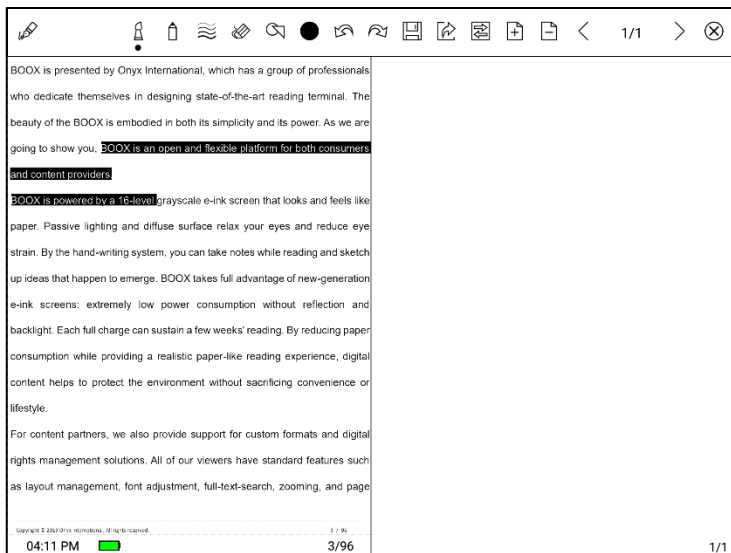 1/1
BOOX is presented by Onyx International, which has a group of professionals
who dedicate themselves in designing state-of-the-art reading terminal. The
beauty of the BOOX is embodied in both its simplicity and its power. As we are
going to show you, BOOX is an open and flexible platform for both consumers
and content providers.
BOOX is powered by a 16-level grayscale e-ink screen that looks and feels like
paper. Passive lighting and diffuse surface relax your eyes and reduce eye
strain. By the hand-writing system, you can take notes while reading and sketch
up ideas that happen to emerge. BOOX takes full advantage of new-generation
e-ink screens: extremely low power consumption without reflection and
backlight. Each full charge can sustain a few weeks' reading. By reducing paper
consumption while providing a realistic paper-like reading experience, digital
content helps to protect the environment without sacrificing convenience or
lifestyle.
For content partners, we also provide support for custom formats and digital
rights management solutions. All of our viewers have standard features such
as layout management, font adjustment, full-text-search, zooming, and page
Copyright © 2019 Onyx International. All rights reserved. 3 / 96
04:11 PM 3/96 1/1